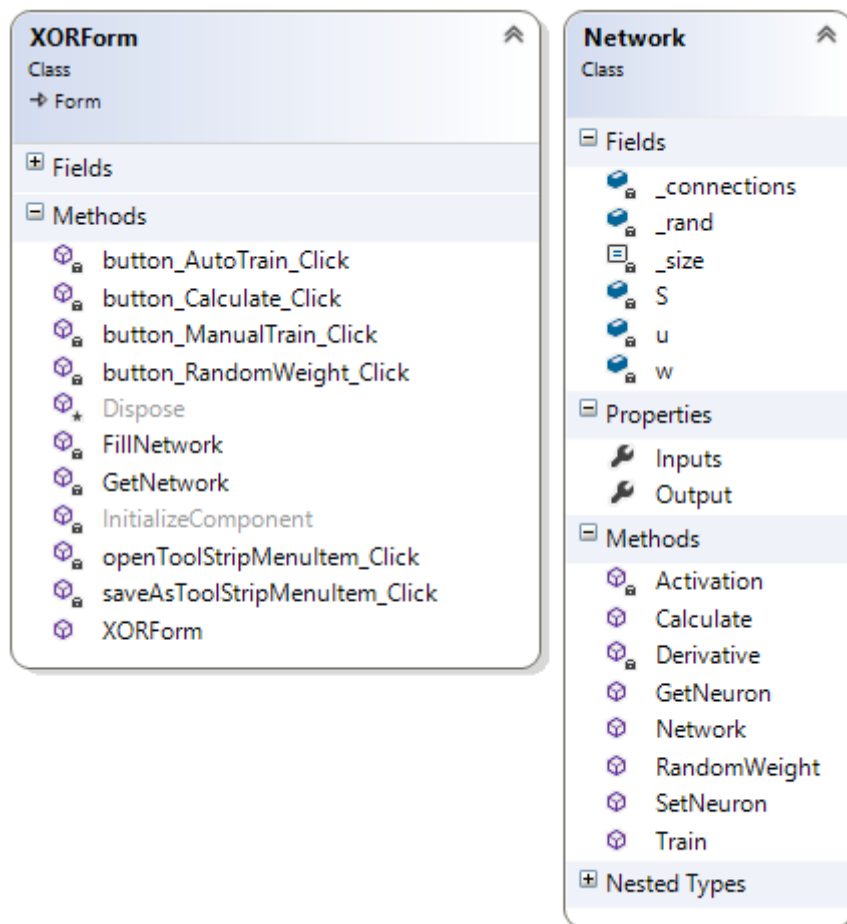 XORForm
Class
Form
Fields
Methods
button_AutoTrain_Click
button_Calculate_Click
button_ManualTrain_Click
button_RandomWeight_Click
Dispose
FillNetwork
GetNetwork
InitializeComponent
openToolStripMenuItem_Click
saveAsToolStripMenuItem_Click
XORForm
Network
Class
Fields
_connections
_rand
_size
S
u
w
Properties
Inputs
Output
Methods
Activation
Calculate
Derivative
GetNeuron
Network
RandomWeight
SetNeuron
Train
Nested Types